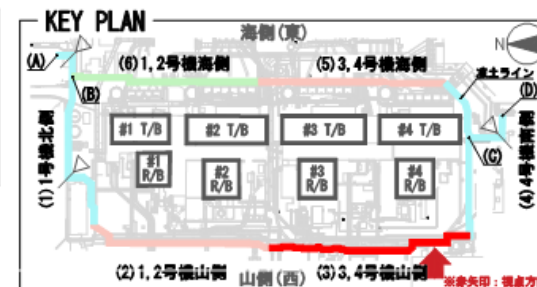 KEY PLAN
海側(東)
N
(A)
(6)1,2号機海側
(5)3,4号機海側
凍土ライン
(B)
(D)
#1 T/B
#2 T/B
#3 T/B
#4 T/B
(1)1号機北側
#1
R/B
#2
R/B
#3
R/B
#4
R/B
(C)
(4)4号機南側
(2)1,2号機山側
山側(西)
(3)3,4号機山側
※赤矢印:視点方